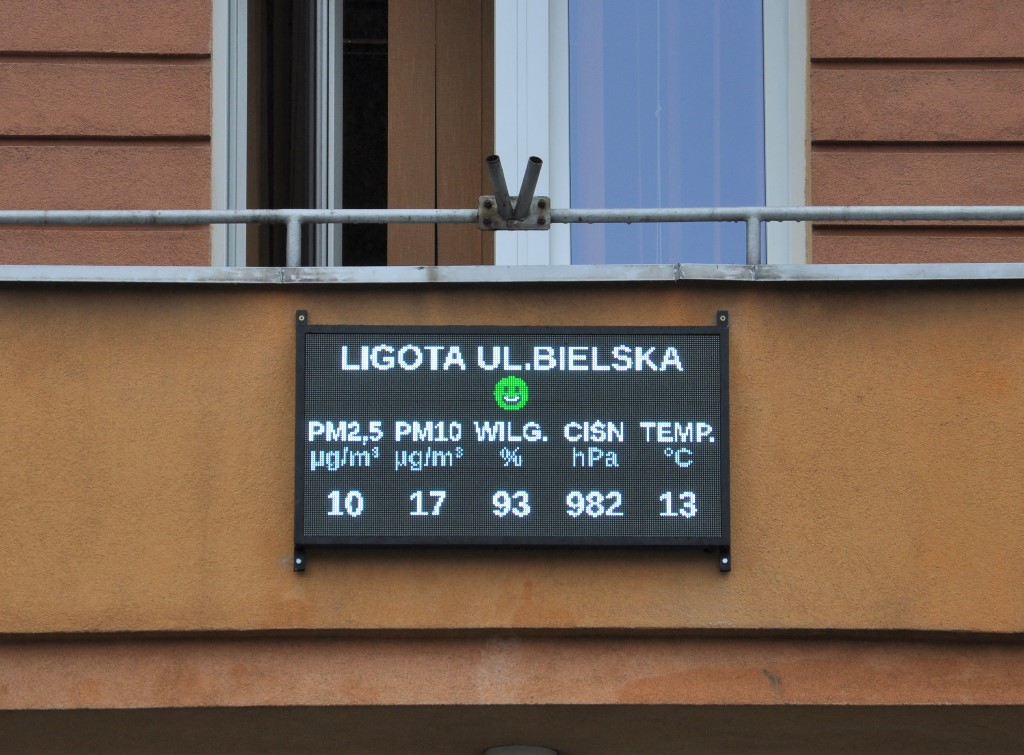 LIGOTA UL.BIELSKA
PM2,5 PM10 WILG. CIŚN TEMP.
µg/m³ µg/m³ % hPa °C
10 17 93 982 13